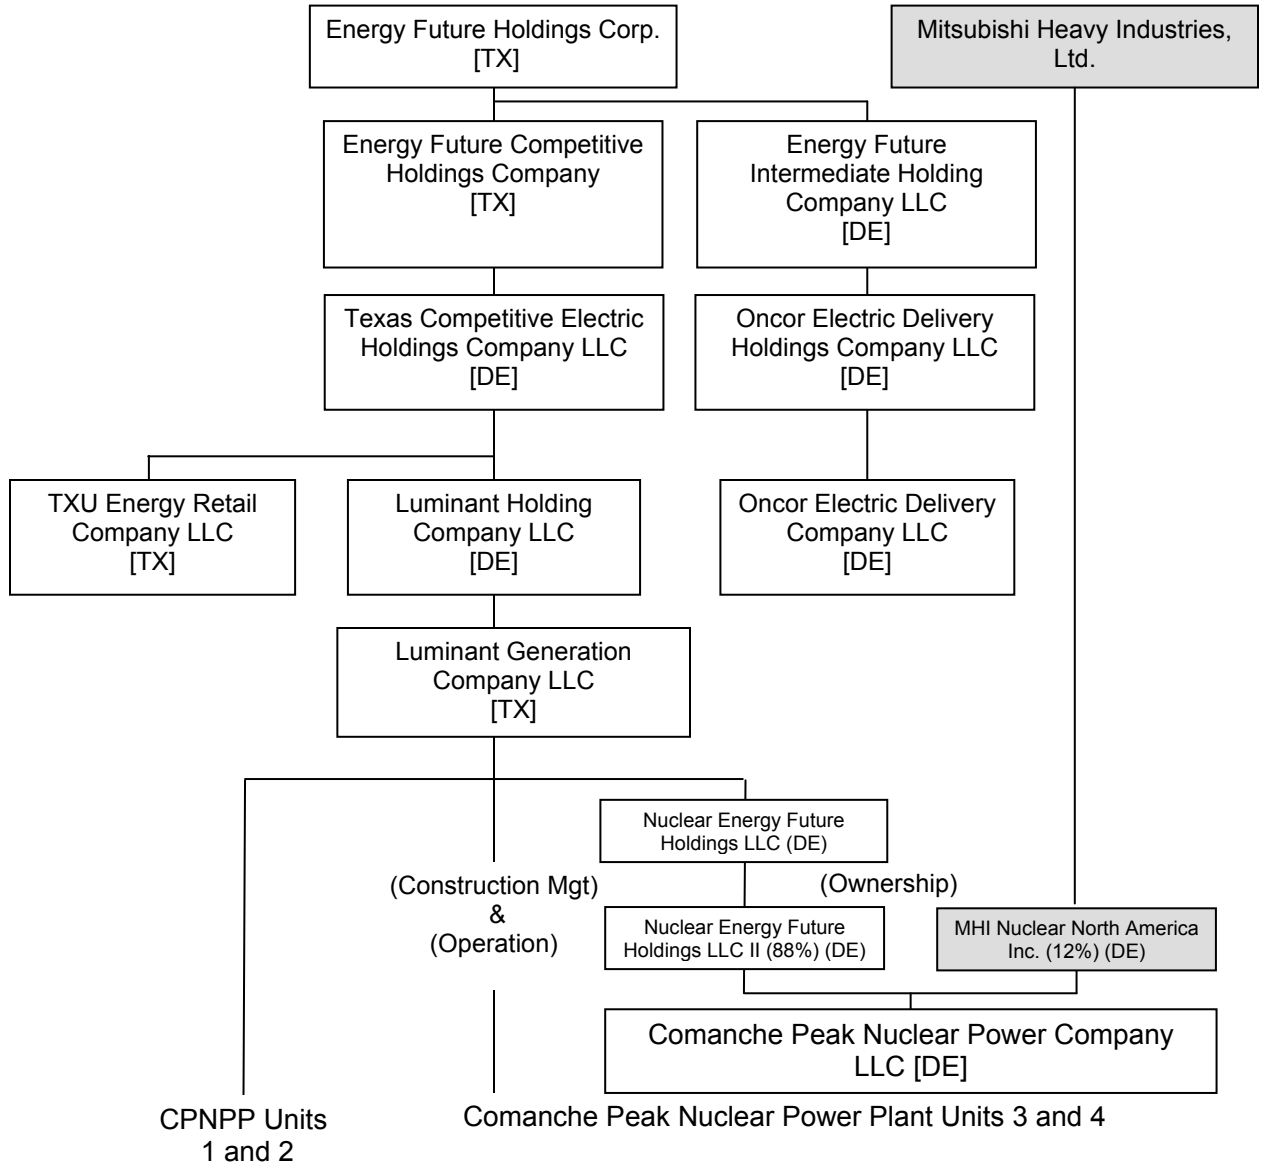 Energy Future Holdings Corp.
[TX]
Mitsubishi Heavy Industries,
Ltd.
Energy Future Competitive
Holdings Company
[TX]
Energy Future
Intermediate Holding
Company LLC
[DE]
Texas Competitive Electric
Holdings Company LLC
[DE]
Oncor Electric Delivery
Holdings Company LLC
[DE]
TXU Energy Retail
Company LLC
[TX]
Luminant Holding
Company LLC
[DE]
Oncor Electric Delivery
Company LLC
[DE]
Luminant Generation
Company LLC
[TX]
Nuclear Energy Future
Holdings LLC (DE)
(Construction Mgt)
&
(Operation)
(Ownership)
Nuclear Energy Future
Holdings LLC II (88%) (DE)
MHI Nuclear North America
Inc. (12%) (DE)
Comanche Peak Nuclear Power Company
LLC [DE]
CPNPP Units
1 and 2
Comanche Peak Nuclear Power Plant Units 3 and 4